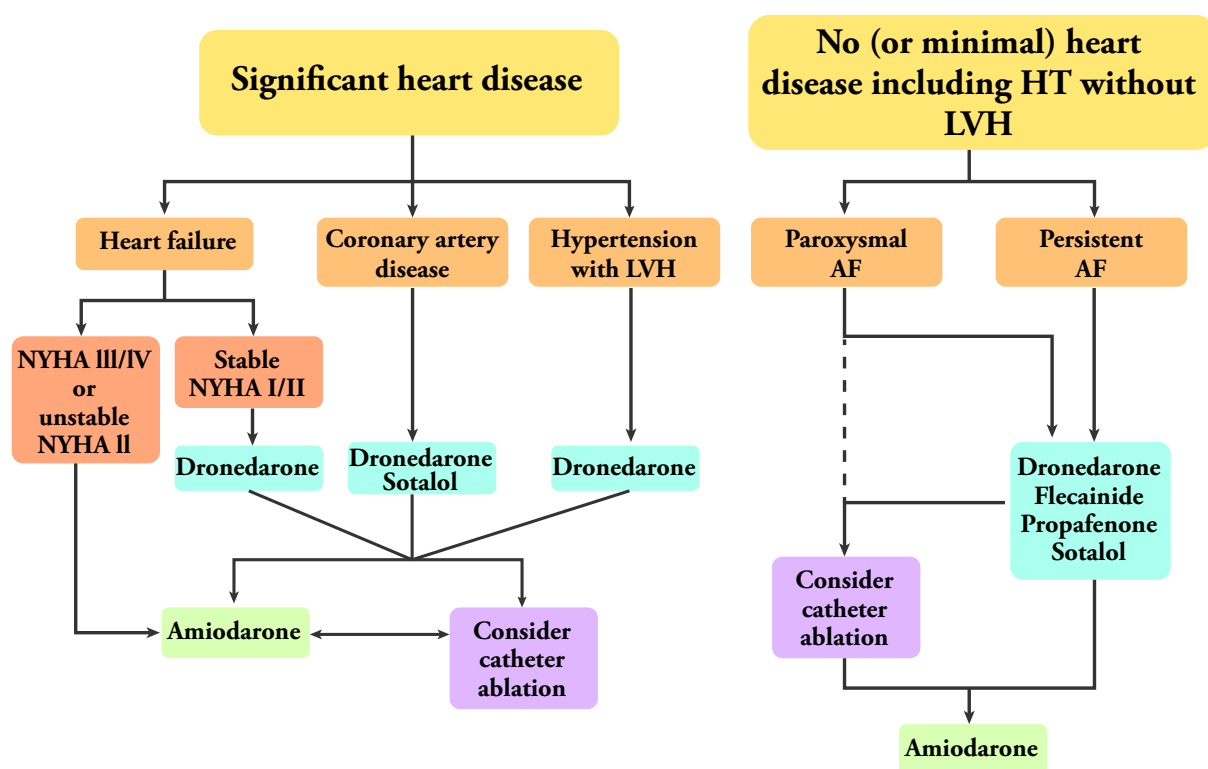 Significant heart disease
No (or minimal) heart
disease including HT without
LVH
Heart failure
Coronary artery
disease
Hypertension
with LVH
Paroxysmal
AF
Persistent
AF
NYHA lll/lV
or
unstable
NYHA ll
Stable
NYHA I/II
Dronedarone
Dronedarone
Sotalol
Dronedarone
Dronedarone
Flecainide
Propafenone
Sotalol
Consider
catheter
ablation
Amiodarone
Consider
catheter
ablation
Amiodarone